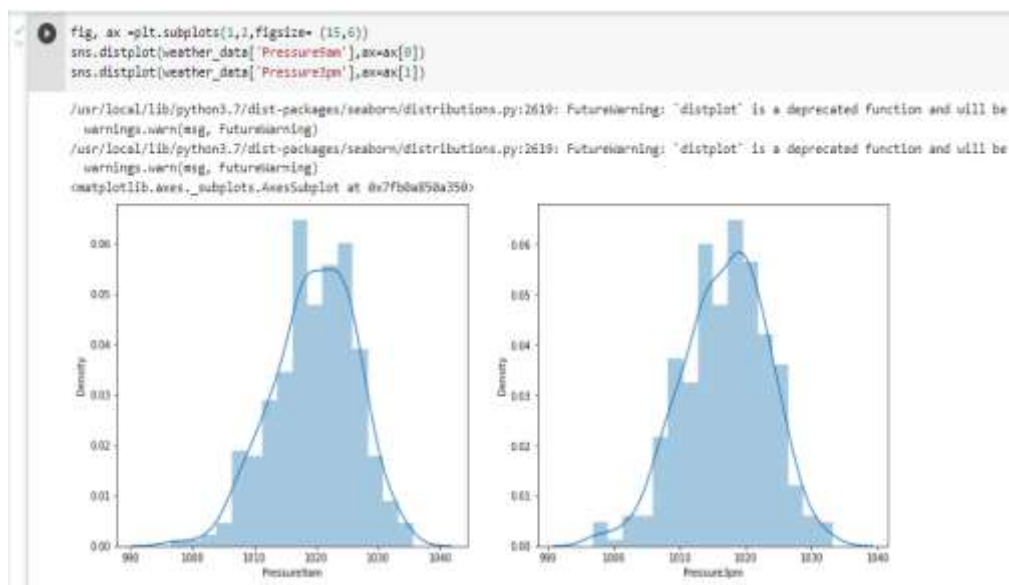 fig, ax =plt.subplots(1,2,figsize= (15,6))
sns.distplot(weather_data['Pressure9am'],ax=ax[0])
sns.distplot(weather_data['Pressure3pm'],ax=ax[1])
/usr/local/lib/python3.7/dist-packages/seaborn/distributions.py:2619: FutureWarning: `distplot` is a deprecated function and will be
warnings.warn(msg, FutureWarning)
/usr/local/lib/python3.7/dist-packages/seaborn/distributions.py:2619: FutureWarning: `distplot` is a deprecated function and will be
warnings.warn(msg, FutureWarning)
<matplotlib.axes._subplots.AxesSubplot at 0x7fb0a850a350>
0.06 0.06
0.05 0.05
0.04 0.04
Density Density
0.03 0.03
0.02 0.02
0.01 0.01
0.00 0.00
990 1000 1010 1020 1030 1040 990 1000 1010 1020 1030 1040
Pressure9am Pressure3pm